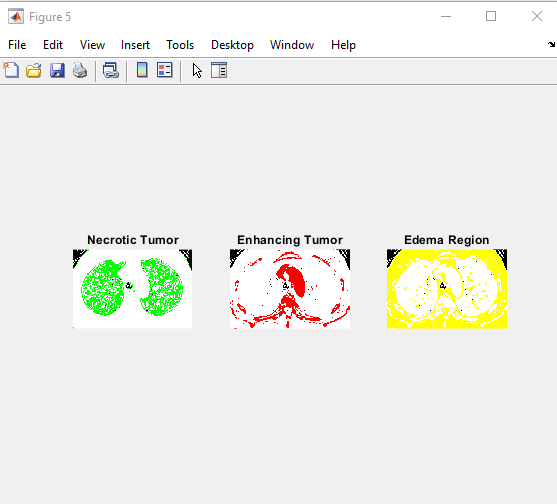 Figure 5
File Edit View Insert Tools Desktop Window Help
Necrotic Tumor Enhancing Tumor Edema Region